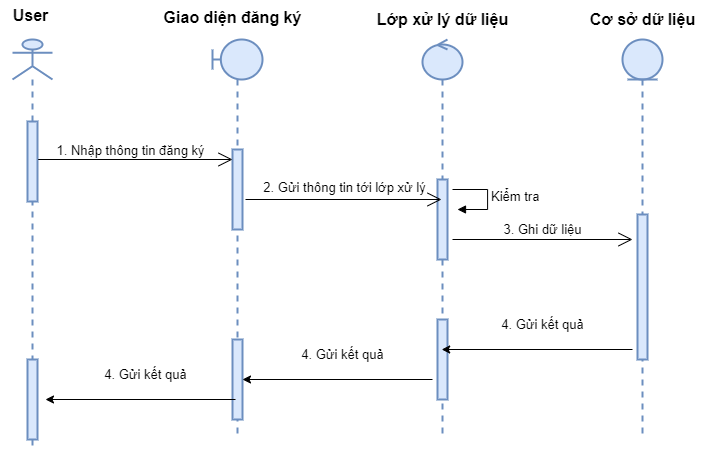 User
Giao diện đăng ký
Lớp xử lý dữ liệu
Cơ sở dữ liệu
1. Nhập thông tin đăng ký
2. Gửi thông tin tới lớp xử lý
Kiểm tra
3. Ghi dữ liệu
4. Gửi kết quả
4. Gửi kết quả
4. Gửi kết quả